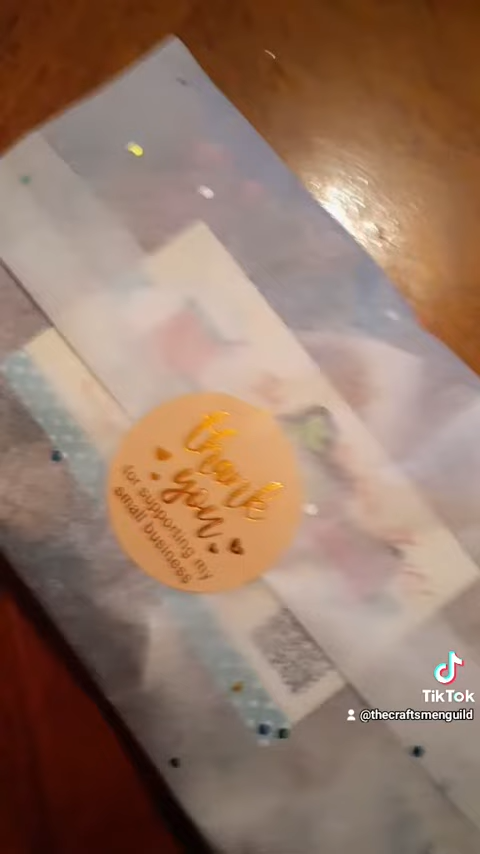 thank
you
for supporting my
small business
TikTok
@thecraftsmenguild